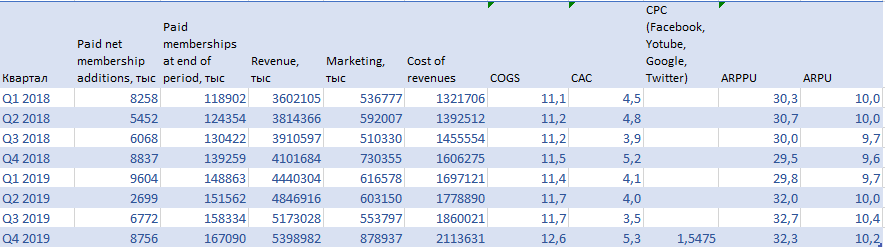 Квартал Paid net membership additions, тыс Paid memberships at end of period, тыс Revenue, тыс Marketing, тыс Cost of revenues COGS CAC CPC (Facebook, Yotube, Google, Twitter) ARPPU ARPU
Q1 2018 8258 118902 3602105 536777 1321706 11,1 4,5 30,3 10,0
Q2 2018 5452 124354 3814366 592007 1392512 11,2 4,8 30,7 10,0
Q3 2018 6068 130422 3910597 510330 1455554 11,2 3,9 30,0 9,7
Q4 2018 8837 139259 4101684 730355 1606275 11,5 5,2 29,5 9,6
Q1 2019 9604 148863 4440304 616578 1697121 11,4 4,1 29,8 9,7
Q2 2019 2699 151562 4846916 603150 1778890 11,7 4,0 32,0 10,0
Q3 2019 6772 158334 5173028 553797 1860021 11,7 3,5 32,7 10,4
Q4 2019 8756 167090 5398982 878937 2113631 12,6 5,3 1,5475 32,3 10,2